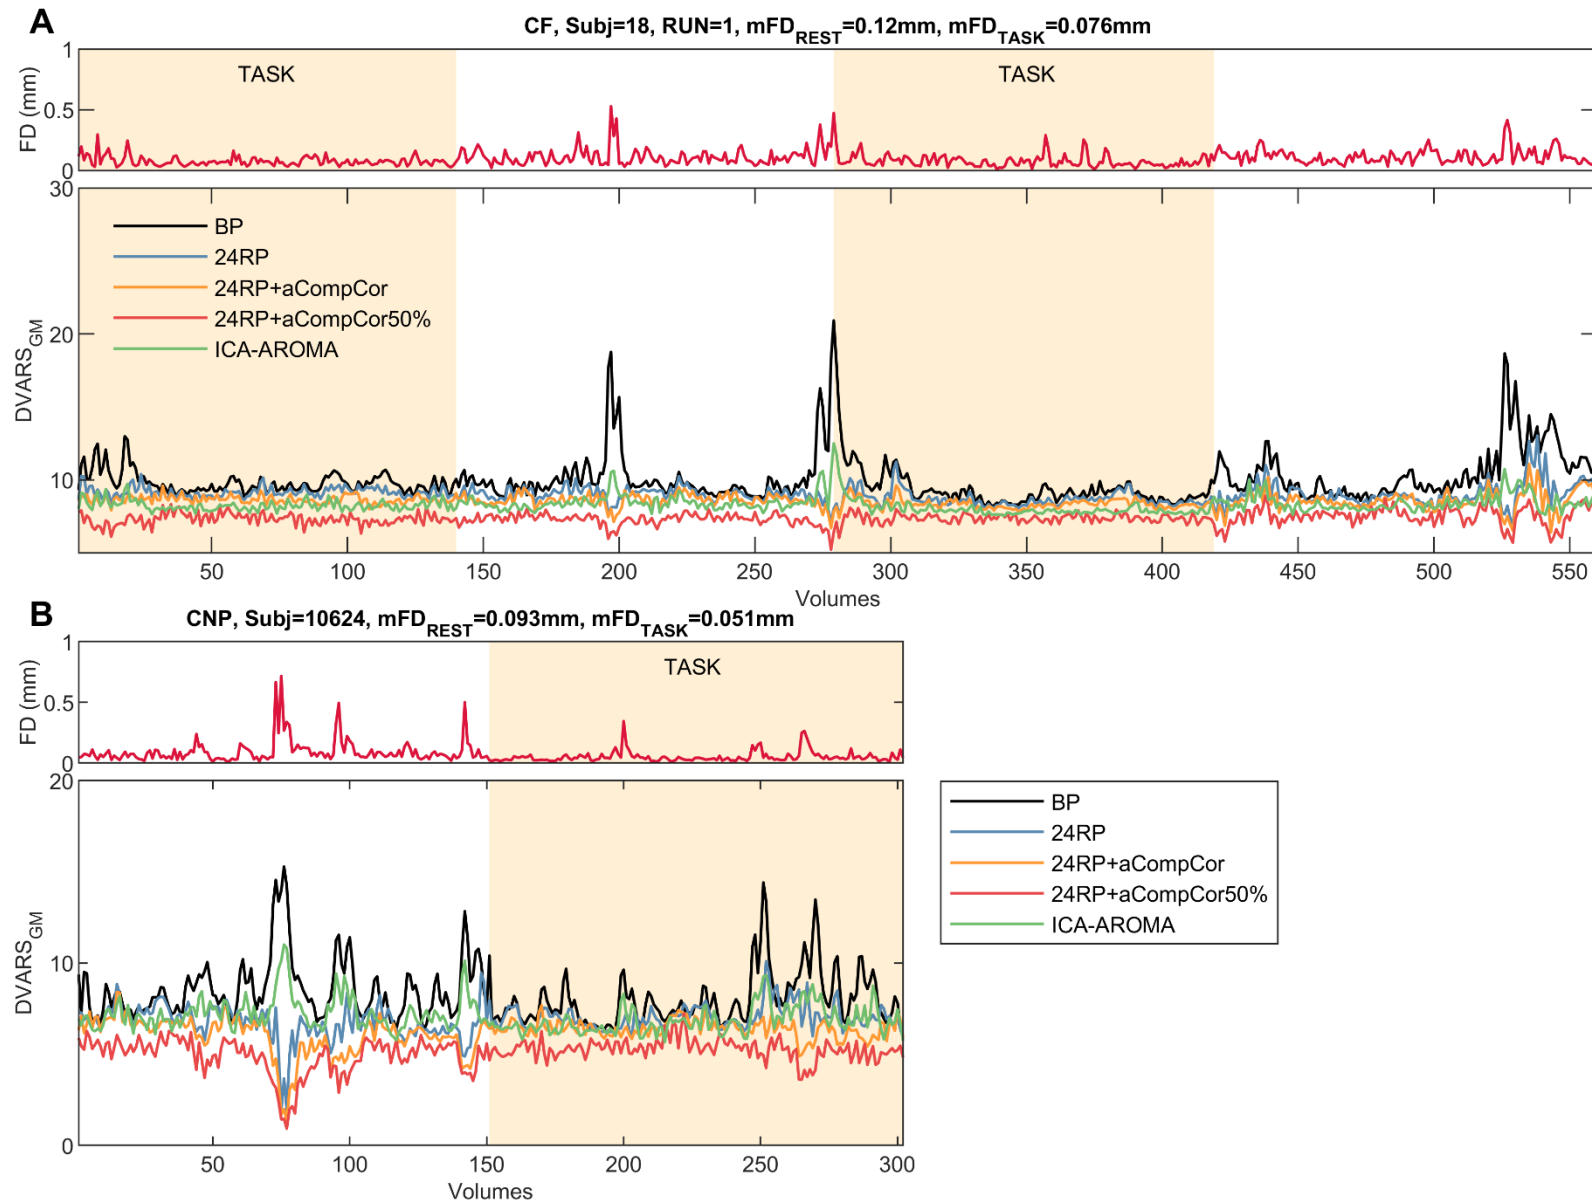 A
CF, Subj=18, RUN=1, mFD_REST=0.12mm, mFD_TASK=0.076mm
FD (mm)
1
0.5
0
TASK
TASK
DVARS_GM
30
20
10
BP
24RP
24RP+aCompCor
24RP+aCompCor50%
ICA-AROMA
50 100 150 200 250 300 350 400 450 500 550
Volumes
B
CNP, Subj=10624, mFD_REST=0.093mm, mFD_TASK=0.051mm
FD (mm)
1
0.5
0
TASK
DVARS_GM
20
10
0
50 100 150 200 250 300
Volumes
BP
24RP
24RP+aCompCor
24RP+aCompCor50%
ICA-AROMA